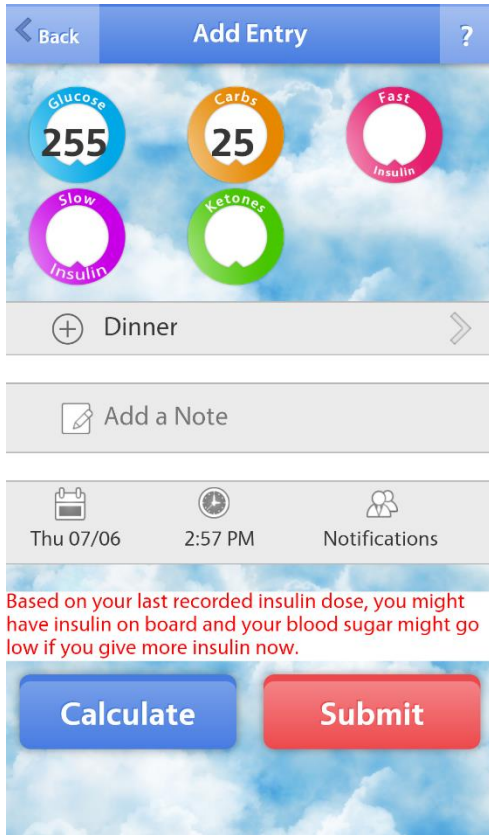 Back Add Entry ?
Glucose Carbs Fast
255 25
Insulin
Slow Ketones
Insulin
Dinner
Add a Note
Thu 07/06 2:57 PM Notifications
Based on your last recorded insulin dose, you might
have insulin on board and your blood sugar might go
low if you give more insulin now.
Calculate Submit